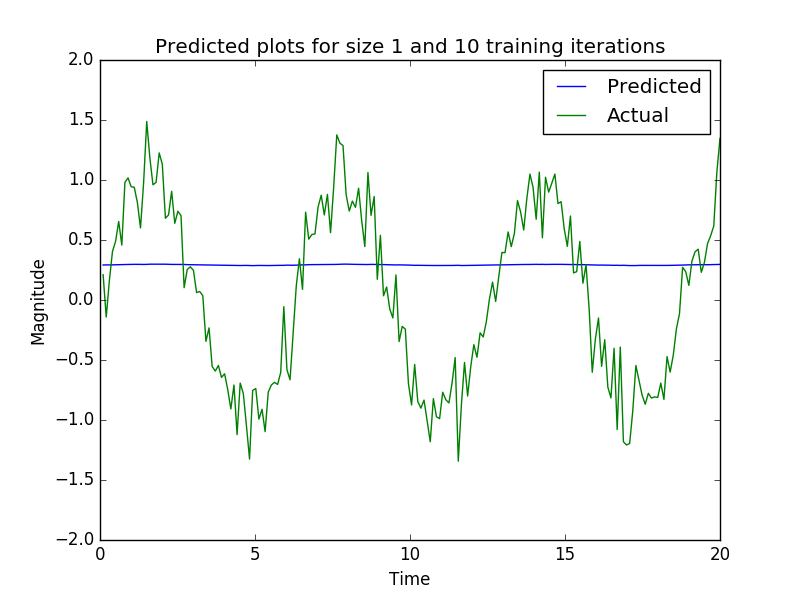 Predicted plots for size 1 and 10 training iterations
2.0
1.5
1.0
0.5
0.0
−0.5
−1.0
−1.5
−2.0
Magnitude
Predicted
Actual
0 5 10 15 20
Time